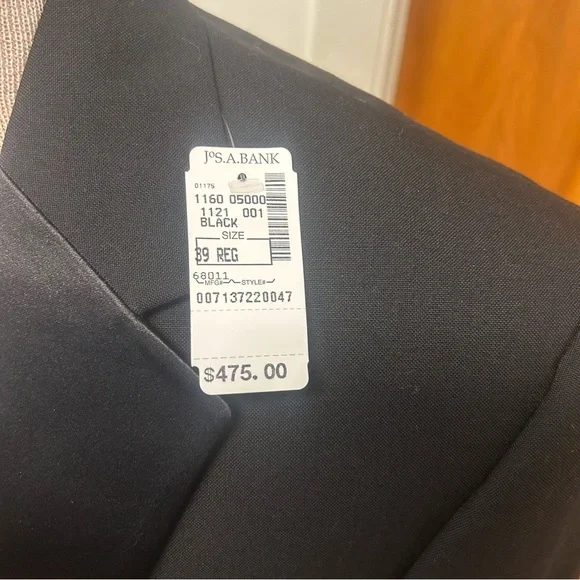 JoS.A.BANK
01175
1160 05000
1121 001
BLACK
SIZE
39 REG
68011
MFG# STYLE#
007137220047
$475.00